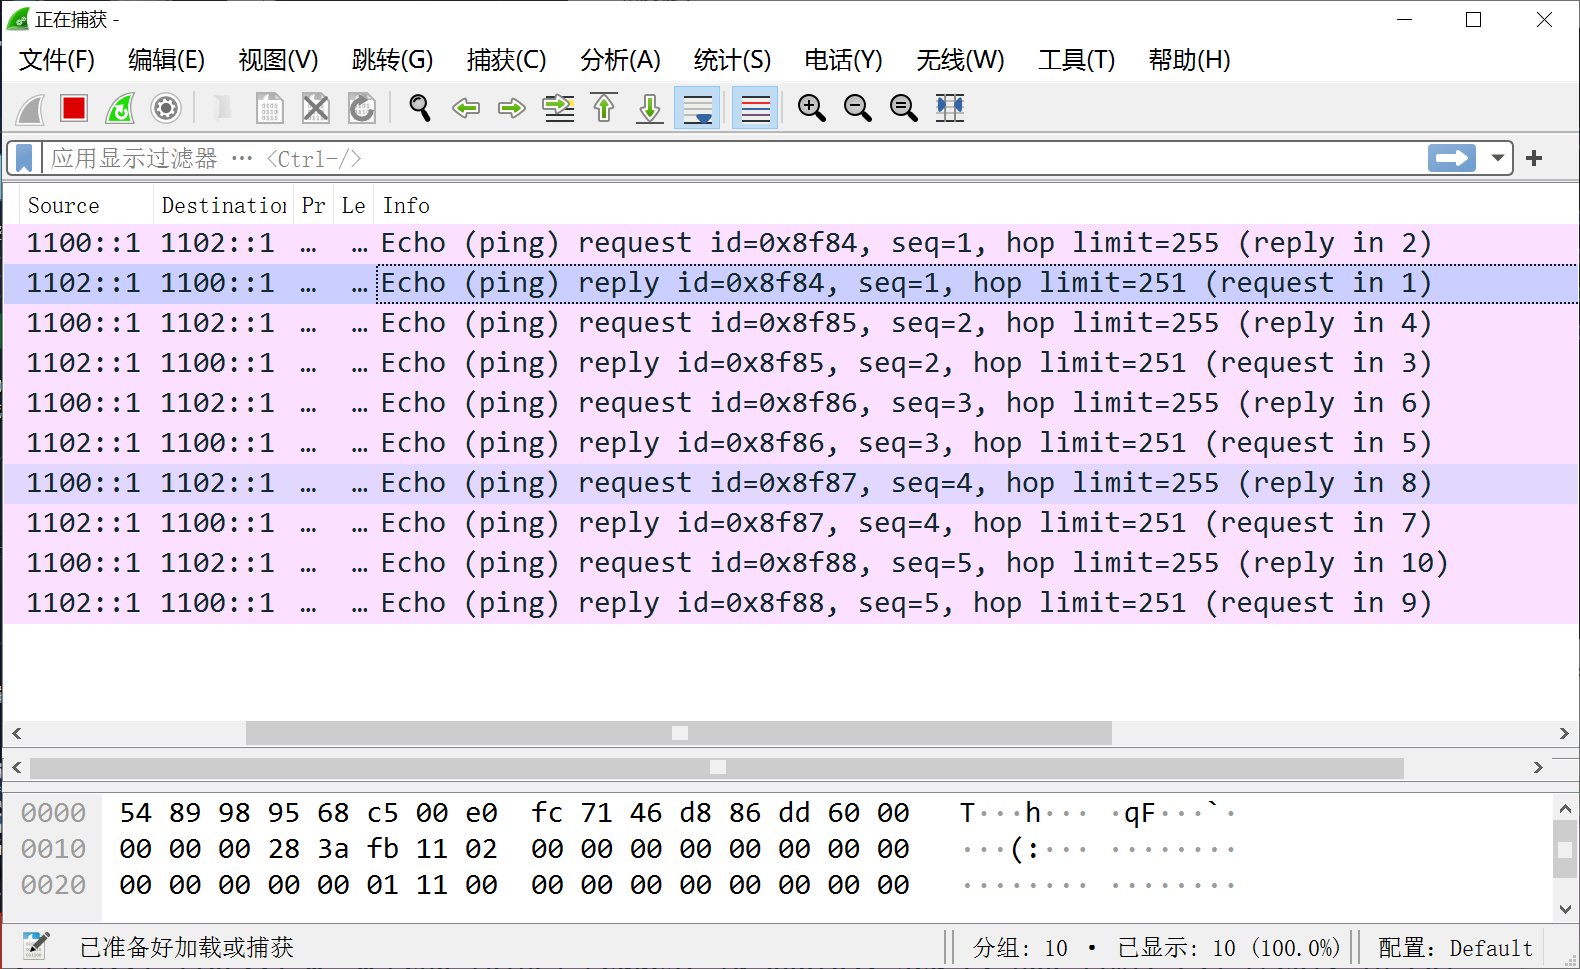 正在捕获 -
文件(F) 编辑(E) 视图(V) 跳转(G) 捕获(C) 分析(A) 统计(S) 电话(Y) 无线(W) 工具(T) 帮助(H)
应用显示过滤器 ⋯ <Ctrl-/>
Source Destination Pr Le Info
1100::1 1102::1 … … Echo (ping) request id=0x8f84, seq=1, hop limit=255 (reply in 2)
1102::1 1100::1 … … Echo (ping) reply id=0x8f84, seq=1, hop limit=251 (request in 1)
1100::1 1102::1 … … Echo (ping) request id=0x8f85, seq=2, hop limit=255 (reply in 4)
1102::1 1100::1 … … Echo (ping) reply id=0x8f85, seq=2, hop limit=251 (request in 3)
1100::1 1102::1 … … Echo (ping) request id=0x8f86, seq=3, hop limit=255 (reply in 6)
1102::1 1100::1 … … Echo (ping) reply id=0x8f86, seq=3, hop limit=251 (request in 5)
1100::1 1102::1 … … Echo (ping) request id=0x8f87, seq=4, hop limit=255 (reply in 8)
1102::1 1100::1 … … Echo (ping) reply id=0x8f87, seq=4, hop limit=251 (request in 7)
1100::1 1102::1 … … Echo (ping) request id=0x8f88, seq=5, hop limit=255 (reply in 10)
1102::1 1100::1 … … Echo (ping) reply id=0x8f88, seq=5, hop limit=251 (request in 9)
0000 54 89 98 95 68 c5 00 e0 fc 71 46 d8 86 dd 60 00 T···h··· ·qF···`·
0010 00 00 00 28 3a fb 11 02 00 00 00 00 00 00 00 00 ···(:··· ········
0020 00 00 00 00 00 01 11 00 00 00 00 00 00 00 00 00 ········ ········
已准备好加载或捕获 分组: 10 · 已显示: 10 (100.0%) 配置: Default